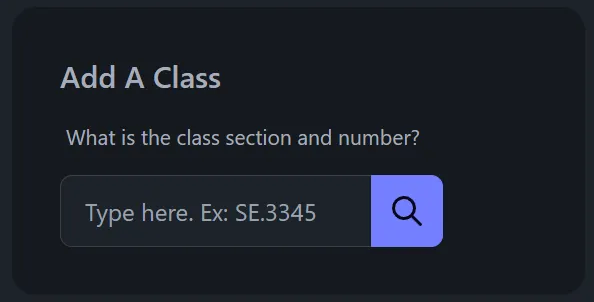 Add A Class
What is the class section and number?
Type here. Ex: SE.3345